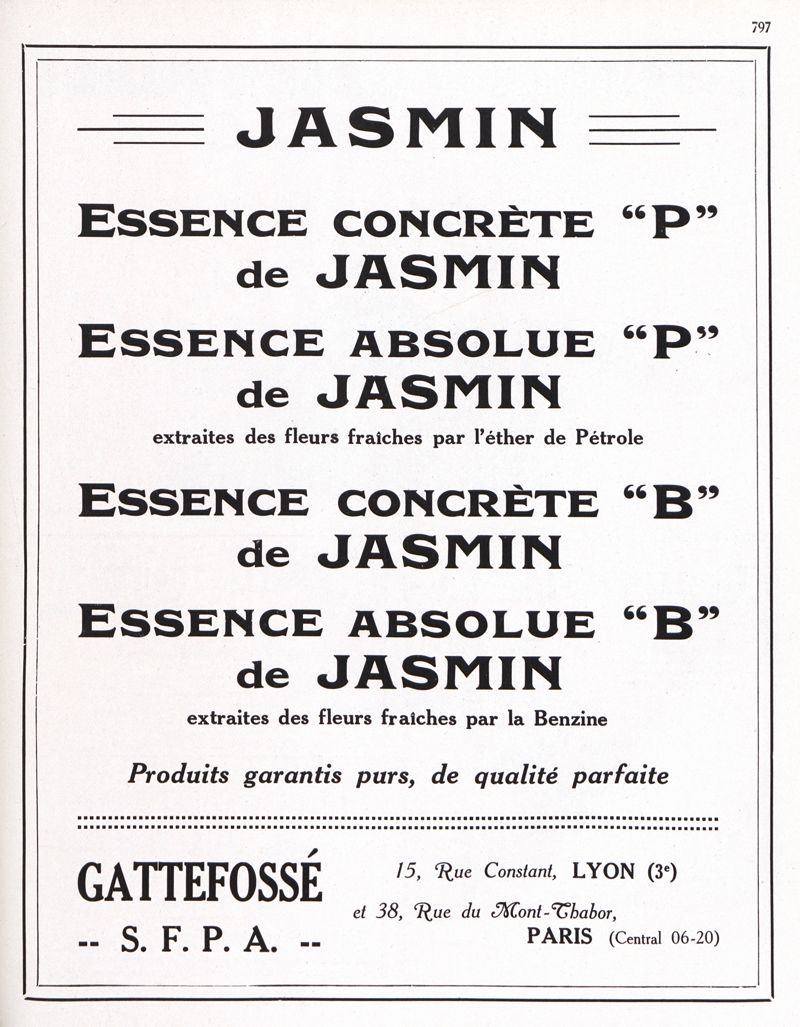 797
JASMIN
ESSENCE CONCRÈTE “P”
de JASMIN
ESSENCE ABSOLUE “P”
de JASMIN
extraites des fleurs fraîches par l’éther de Pétrole
ESSENCE CONCRÈTE “B”
de JASMIN
ESSENCE ABSOLUE “B”
de JASMIN
extraites des fleurs fraîches par la Benzine
Produits garantis purs, de qualité parfaite
GATTEFOSSÉ
-- S. F. P. A. --
15, Rue Constant, LYON (3e)
et 38, Rue du Mont-Thabor,
PARIS (Central 06-20)